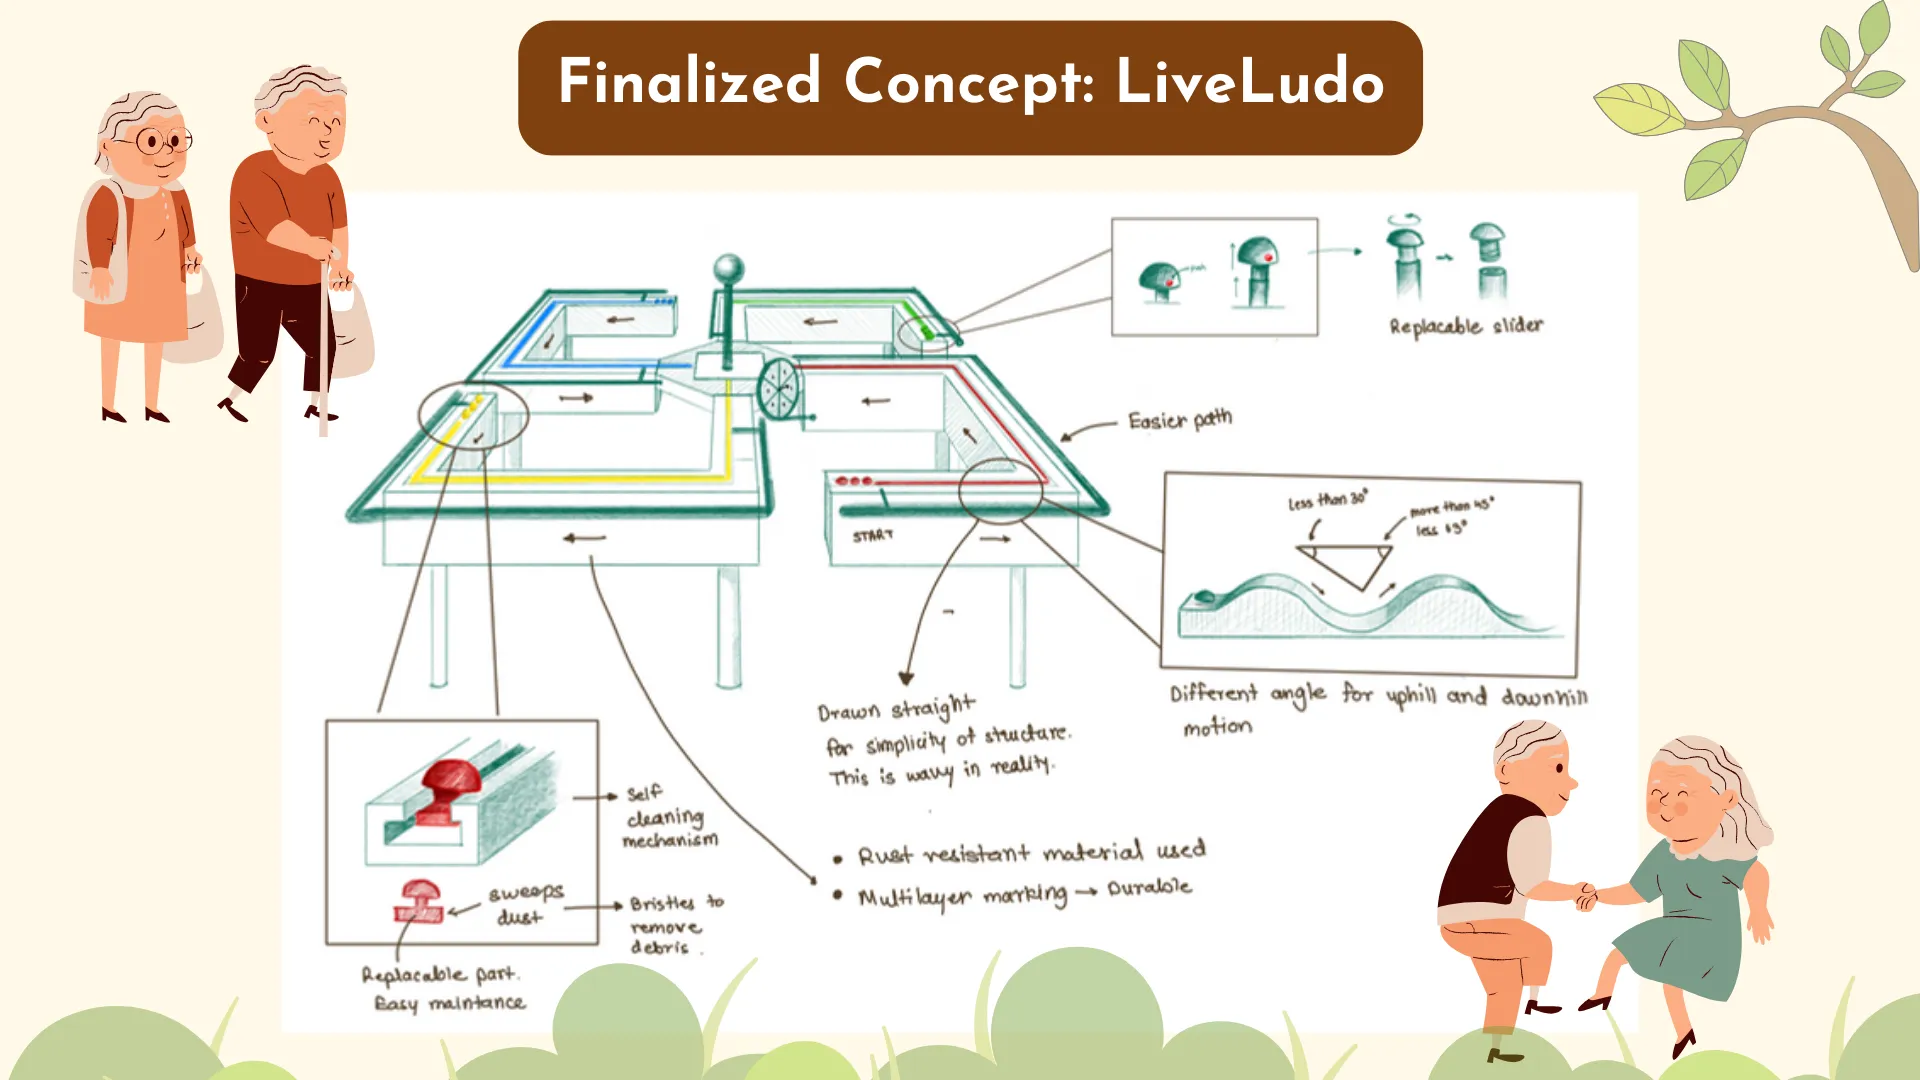 Finalized Concept: LiveLudo
Replacable slider
Easier path
less than 30°
more than 45°
START
Different angle for uphill and downhill
motion
Drawn straight
for simplicity of structure.
This is wavy in reality.
Self
cleaning
mechanism
sweeps
dust
Bristles to
remove
debris.
Replacable part.
Easy maintance
• Rust resistant material used
• Multilayer marking → Durable